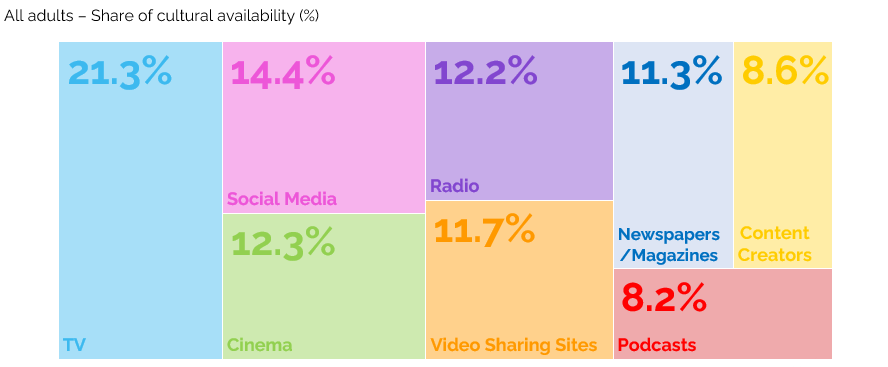 All adults – Share of cultural availability (%)
21.3%
TV
14.4%
Social Media
12.3%
Cinema
12.2%
Radio
11.7%
Video Sharing Sites
11.3%
Newspapers
/Magazines
8.6%
Content
Creators
8.2%
Podcasts